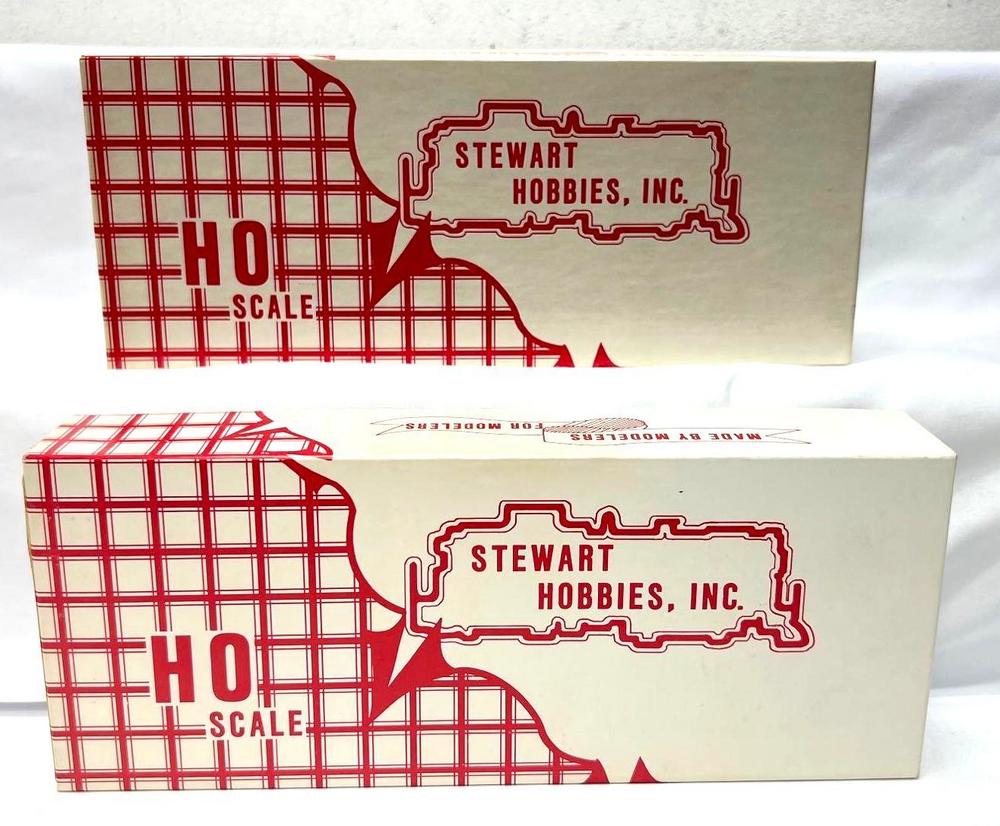 STEWART
HOBBIES, INC.
HO
SCALE
MADE BY MODELERS
FOR MODELERS
STEWART
HOBBIES, INC.
HO
SCALE